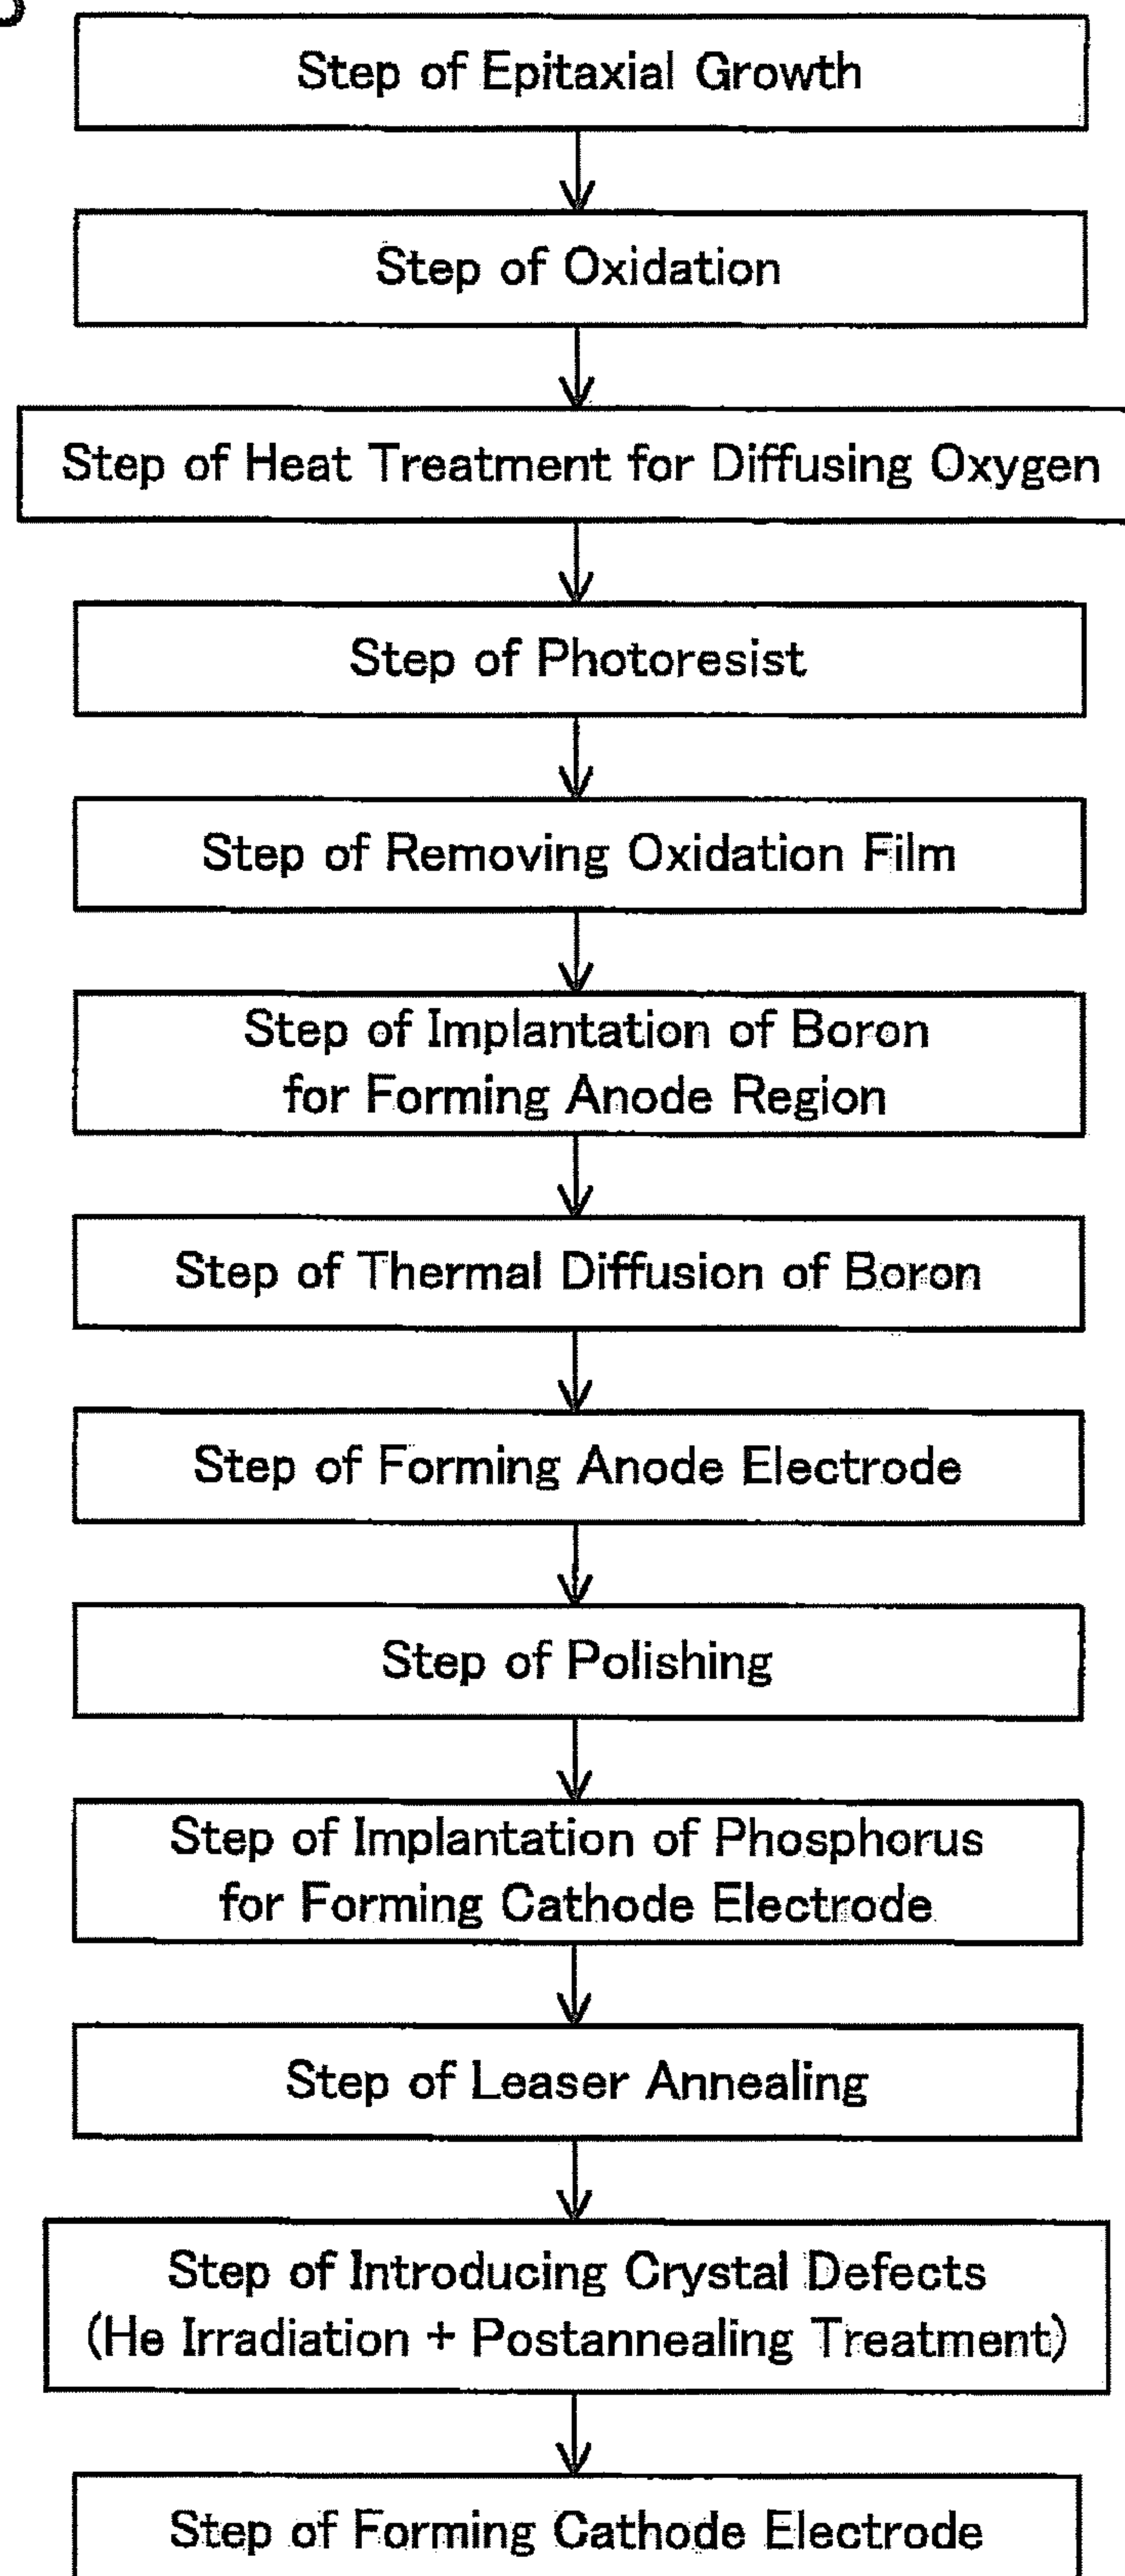 Step of Epitaxial Growth
Step of Oxidation
Step of Heat Treatment for Diffusing Oxygen
Step of Photoresist
Step of Removing Oxidation Film
Step of Implantation of Boron
for Forming Anode Region
Step of Thermal Diffusion of Boron
Step of Forming Anode Electrode
Step of Polishing
Step of Implantation of Phosphorus
for Forming Cathode Electrode
Step of Leaser Annealing
Step of Introducing Crystal Defects
(He Irradiation + Postannealing Treatment)
Step of Forming Cathode Electrode